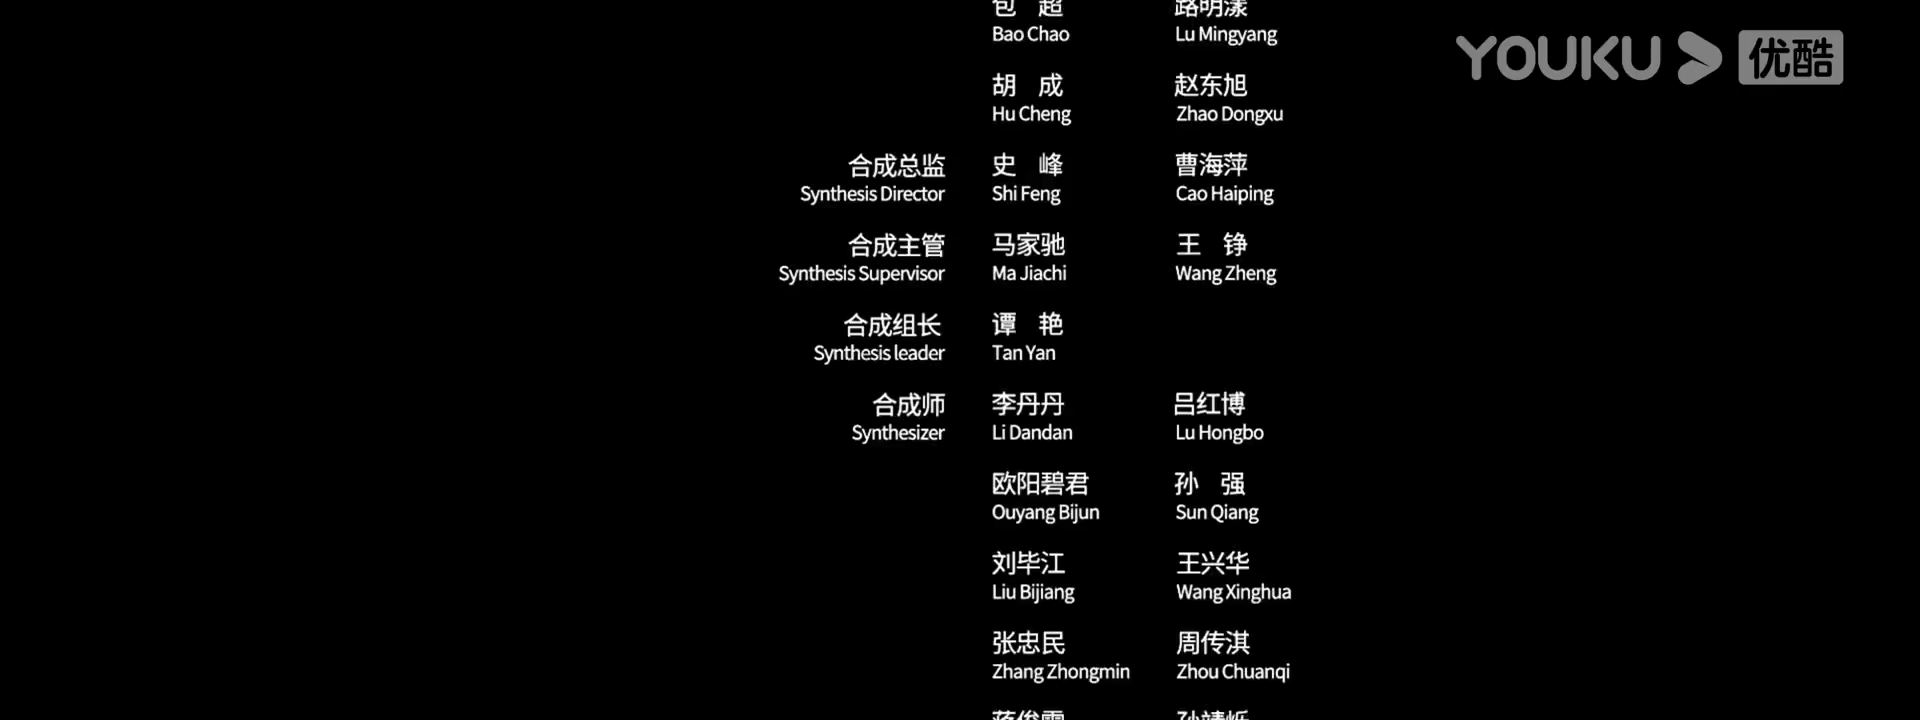 包 超 路明漾
Bao Chao Lu Mingyang
YOUKU 优酷
胡 成 赵东旭
Hu Cheng Zhao Dongxu
合成总监 史 峰 曹海萍
Synthesis Director Shi Feng Cao Haiping
合成主管 马家驰 王 铮
Synthesis Supervisor Ma Jiachi Wang Zheng
合成组长 谭 艳
Synthesis leader Tan Yan
合成师 李丹丹 吕红博
Synthesizer Li Dandan Lu Hongbo
欧阳碧君 孙 强
Ouyang Bijun Sun Qiang
刘毕江 王兴华
Liu Bijiang Wang Xinghua
张忠民 周传淇
Zhang Zhongmin Zhou Chuanqi